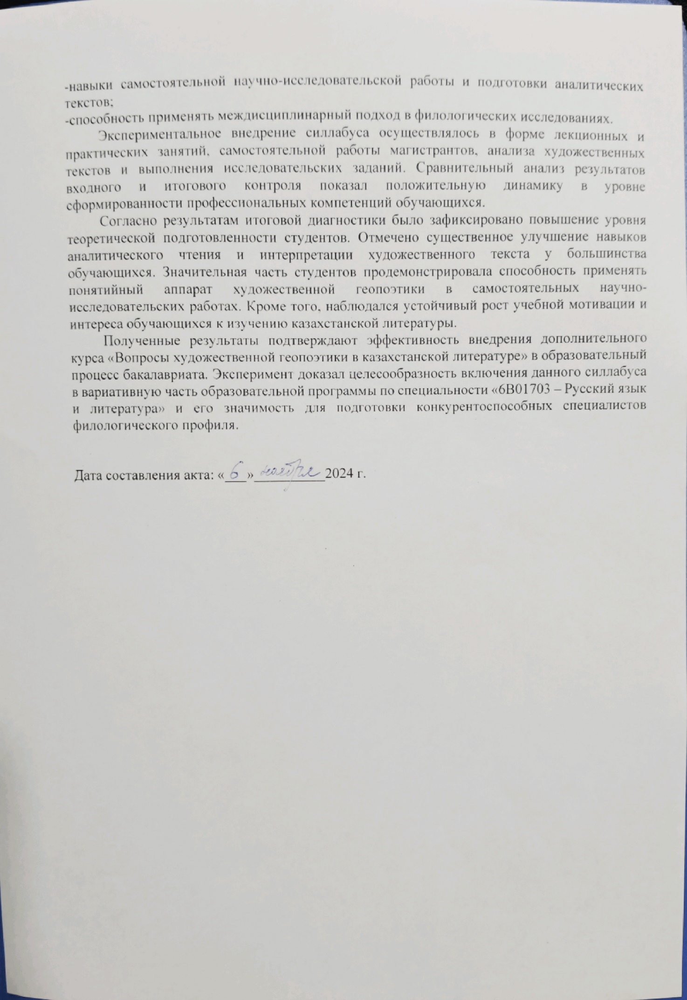 -навыки самостоятельной научно-исследовательской работы и подготовки аналитических
текстов;
-способность применять междисциплинарный подход в филологических исследованиях.
Экспериментальное внедрение силлабуса осуществлялось в форме лекционных и
практических занятий, самостоятельной работы магистрантов, анализа художественных
текстов и выполнения исследовательских заданий. Сравнительный анализ результатов
входного и итогового контроля показал положительную динамику в уровне
сформированности профессиональных компетенций обучающихся.
Согласно результатам итоговой диагностики было зафиксировано повышение уровня
теоретической подготовленности студентов. Отмечено существенное улучшение навыков
аналитического чтения и интерпретации художественного текста у большинства
обучающихся. Значительная часть студентов продемонстрировала способность применять
понятийный аппарат художественной геопоэтики в самостоятельных научно-
исследовательских работах. Кроме того, наблюдался устойчивый рост учебной мотивации и
интереса обучающихся к изучению казахстанской литературы.
Полученные результаты подтверждают эффективность внедрения дополнительного
курса «Вопросы художественной геопоэтики в казахстанской литературе» в образовательный
процесс бакалавриата. Эксперимент доказал целесообразность включения данного силлабуса
в вариативную часть образовательной программы по специальности «6В01703 – Русский язык
и литература» и его значимость для подготовки конкурентоспособных специалистов
филологического профиля.
Дата составления акта: «6» ноября 2024 г.